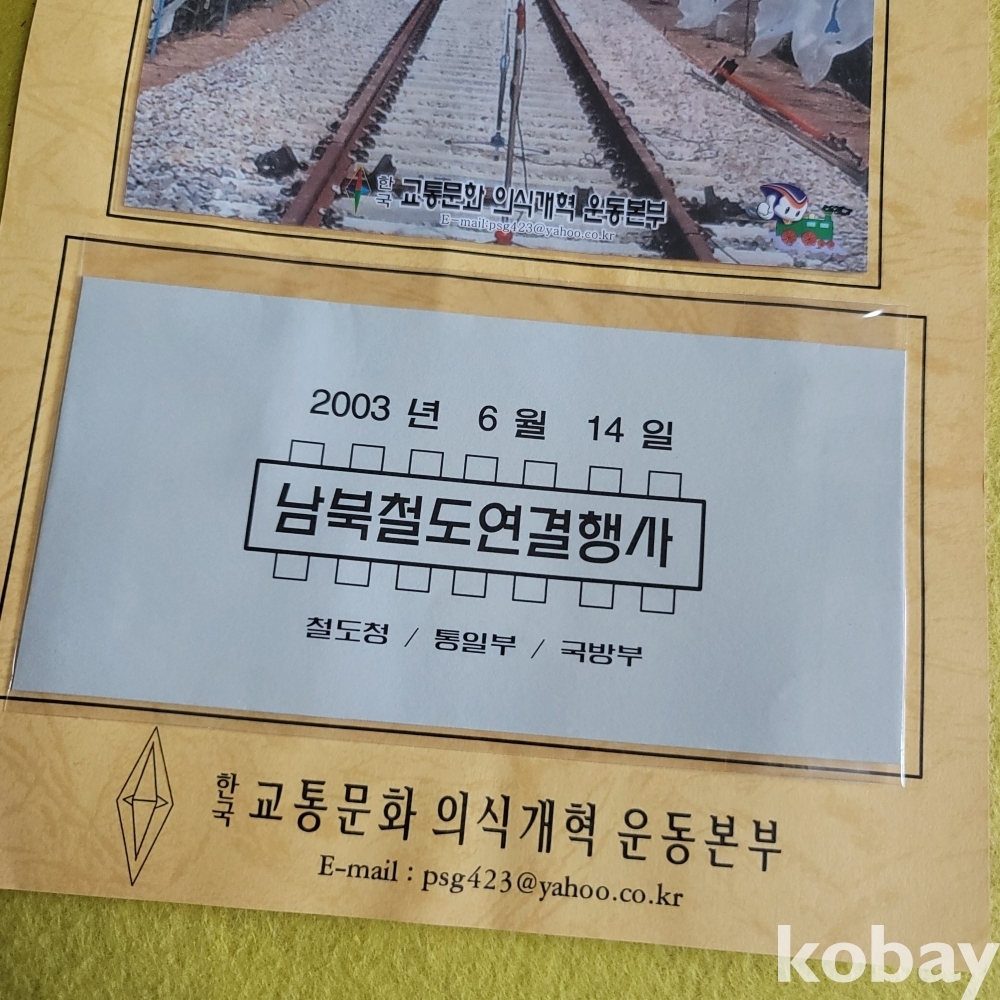 한국 교통문화 의식개혁 운동본부
E-mail:psg423@yahoo.co.kr
2003 년 6 월 14 일
남북철도연결행사
철도청 / 통일부 / 국방부
한국 교통문화 의식개혁 운동본부
E-mail : psg423@yahoo.co.kr
kobay